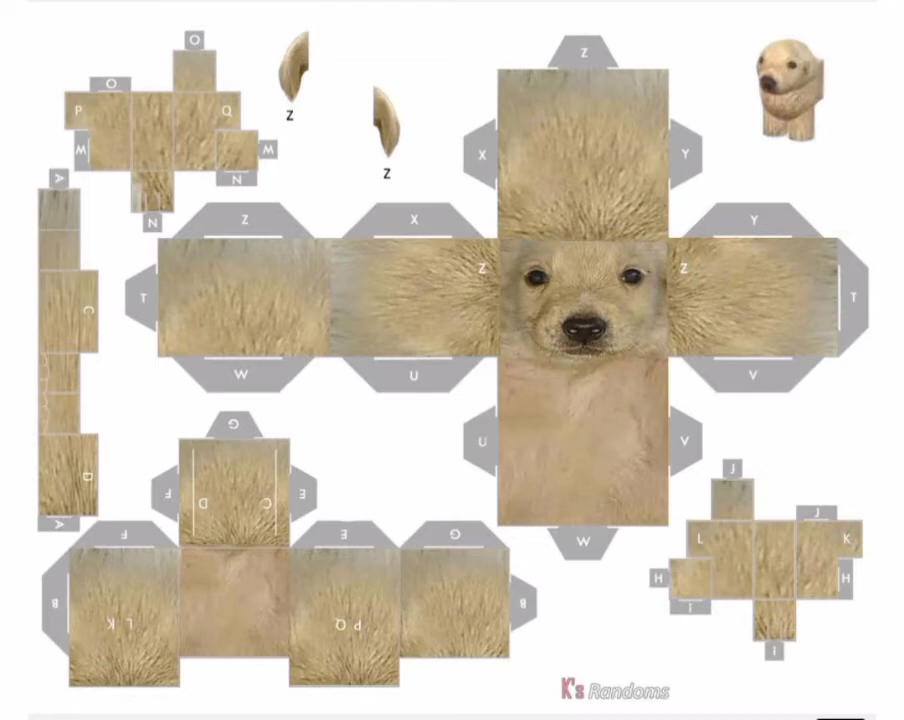 O
Z
O
P Q
X Y
W W
N
Z
A
N
Z X Y
C
Z Z
T T
W U V
G
U V
D
F D C E
J
W
A
F E G
J
L K
B B
H H
L K P Q
I
I
K's Randoms